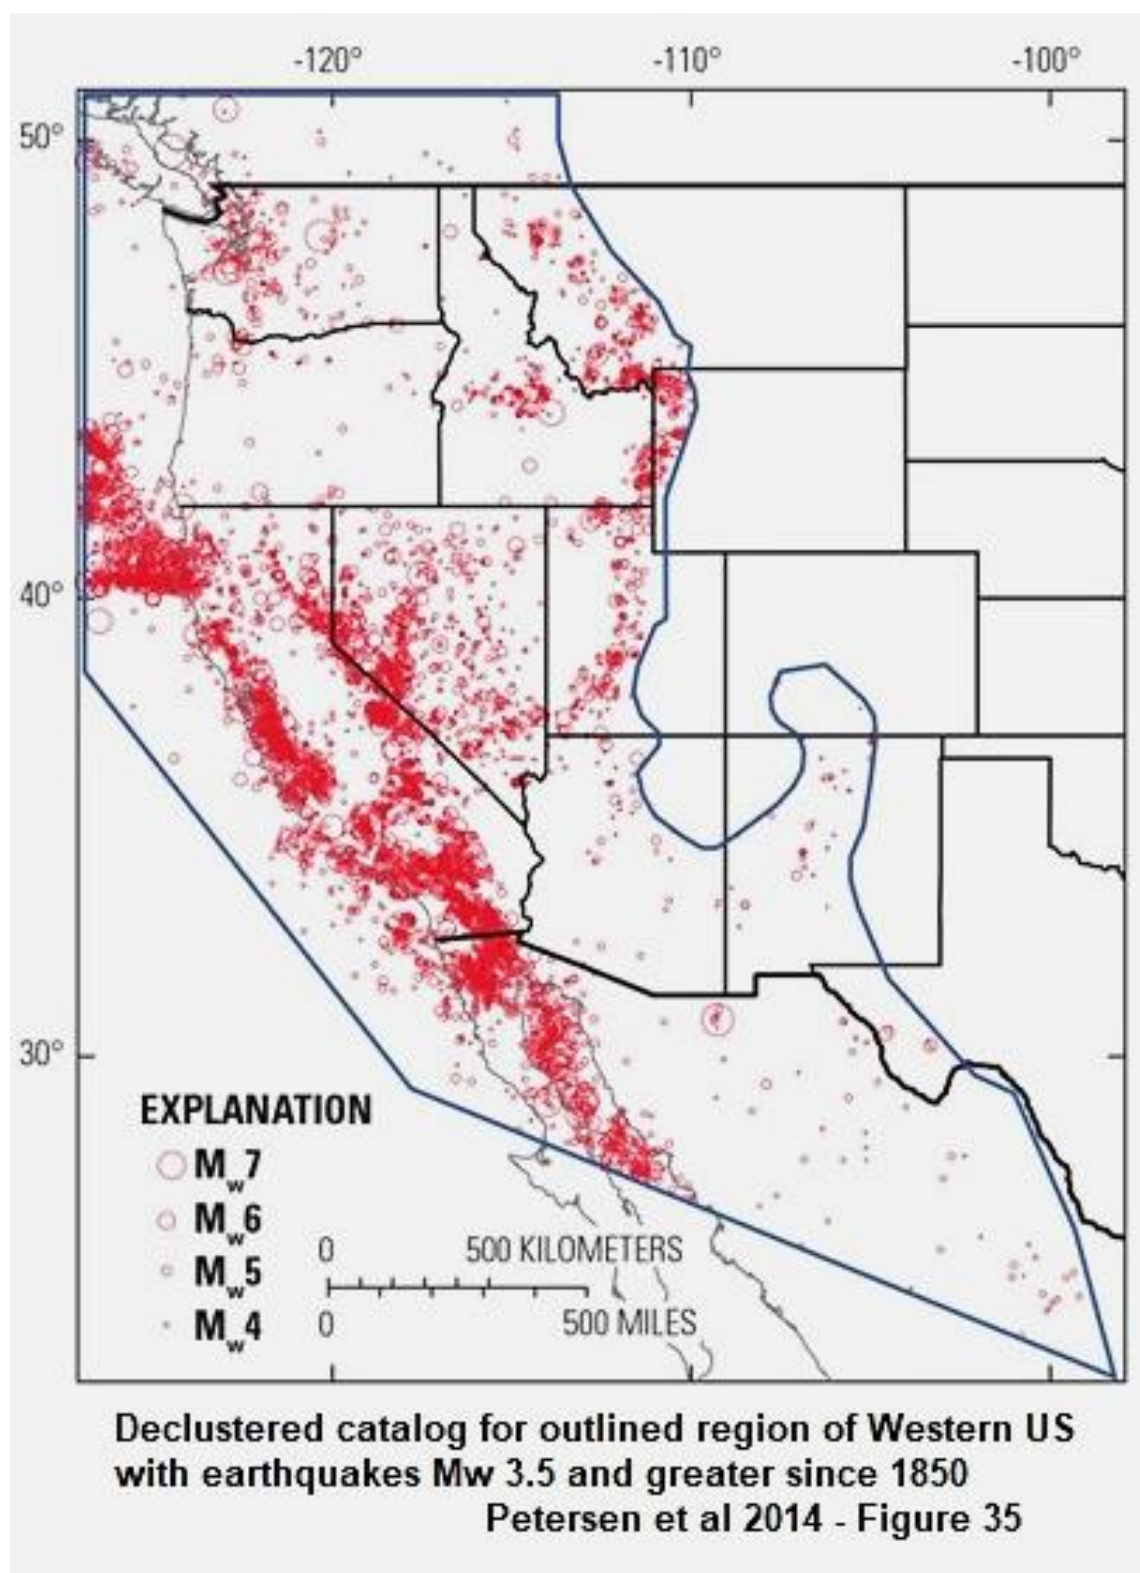 -120° -110° -100°
50°
40°
30°
EXPLANATION
Mw7
Mw6
Mw5
Mw4
0 500 KILOMETERS
0 500 MILES
Declustered catalog for outlined region of Western US
with earthquakes Mw 3.5 and greater since 1850
Petersen et al 2014 - Figure 35